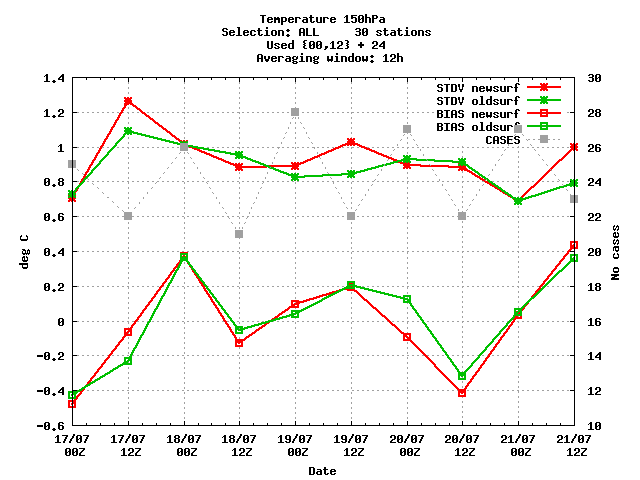 Temperature 150hPa
Selection: ALL 30 stations
Used {00,12} + 24
Averaging window: 12h
1.4
1.2
1
0.8
0.6
0.4
0.2
0
-0.2
-0.4
-0.6
deg C
30
28
26
24
22
20
18
16
14
12
10
No cases
STDV newsurf
STDV oldsurf
BIAS newsurf
BIAS oldsurf
CASES
17/07 17/07 18/07 18/07 19/07 19/07 20/07 20/07 21/07 21/07
00Z 12Z 00Z 12Z 00Z 12Z 00Z 12Z 00Z 12Z
Date